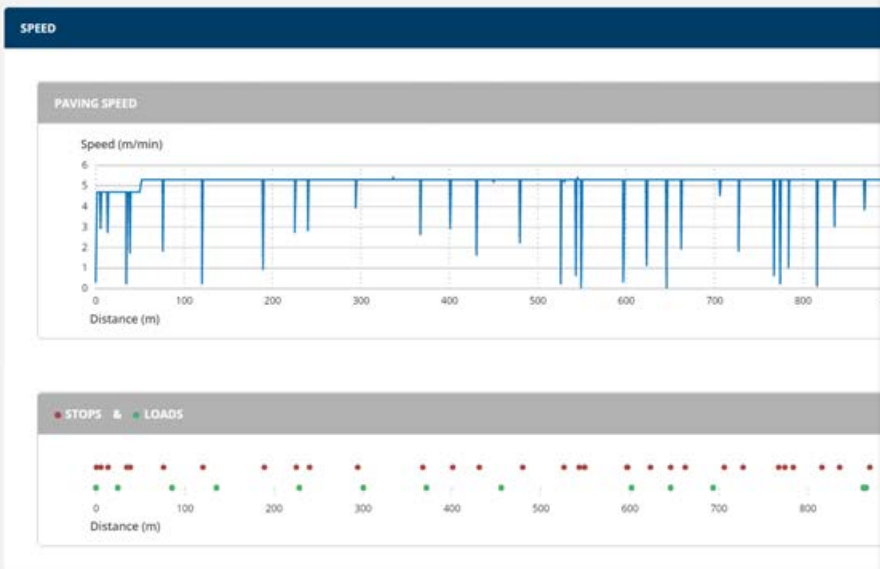 SPEED
PAVING SPEED
Speed (m/min)
6
5
4
3
2
1
0
0 100 200 300 400 500 600 700 800
Distance (m)
STOPS & LOADS
0 100 200 300 400 500 600 700 800
Distance (m)